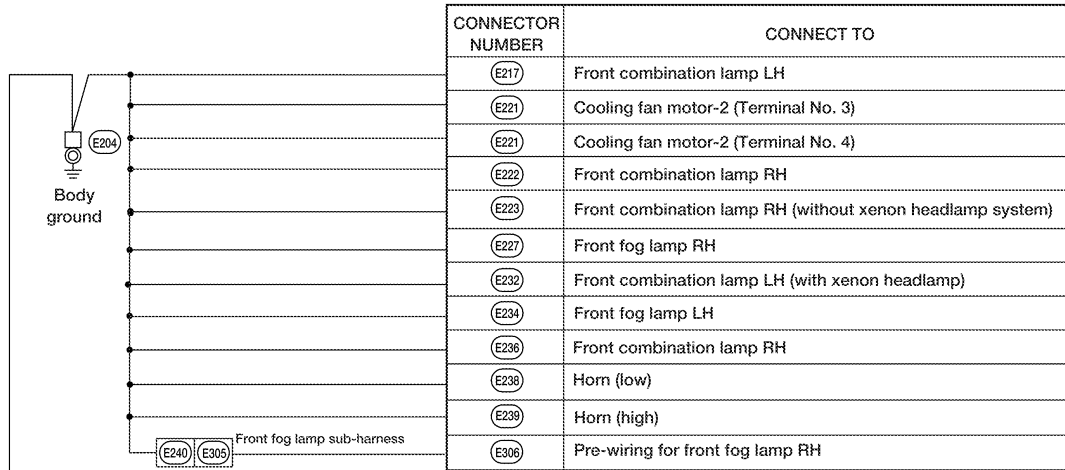 CONNECTOR NUMBER CONNECT TO
E217 Front combination lamp LH
E221 Cooling fan motor-2 (Terminal No. 3)
E204
E221 Cooling fan motor-2 (Terminal No. 4)
E222 Front combination lamp RH
Body
ground
E223 Front combination lamp RH (without xenon headlamp system)
E227 Front fog lamp RH
E232 Front combination lamp LH (with xenon headlamp)
E234 Front fog lamp LH
E236 Front combination lamp RH
E238 Horn (low)
E239 Horn (high)
E240 E305 Front fog lamp sub-harness
E306 Pre-wiring for front fog lamp RH